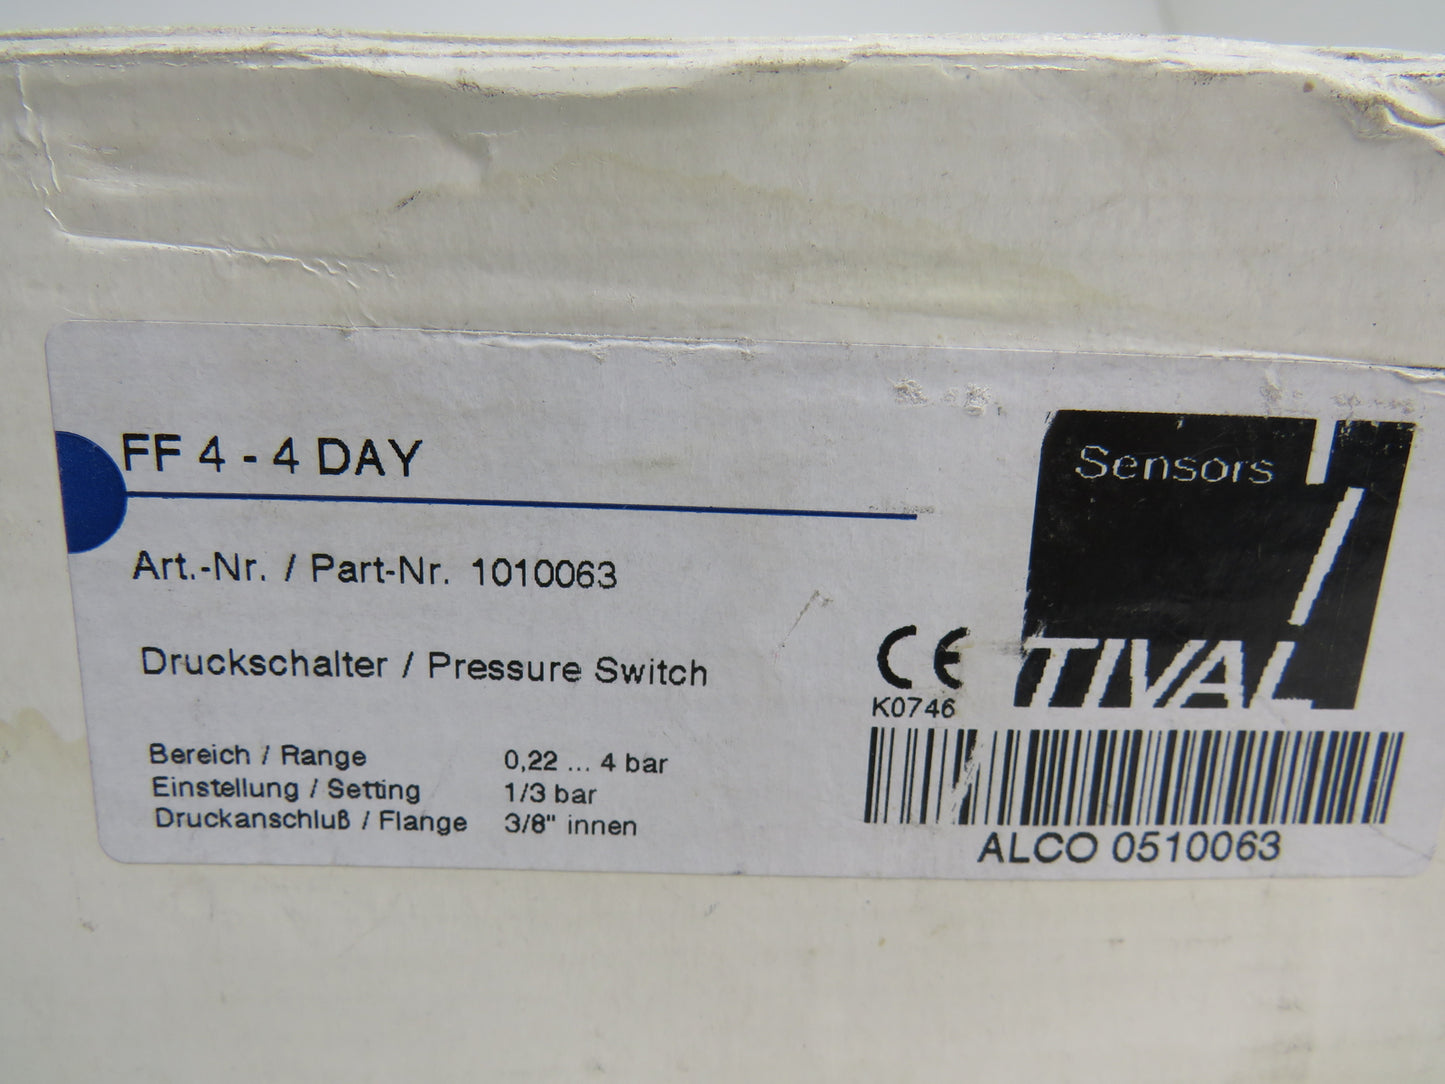 FF 4 - 4 DAY
Art.-Nr. / Part-Nr. 1010063
Druckschalter / Pressure Switch
Bereich / Range 0,22 ... 4 bar
Einstellung / Setting 1/3 bar
Druckanschluß / Flange 3/8" innen
Sensors
TIVAL
CE
K0746
ALCO 0510063